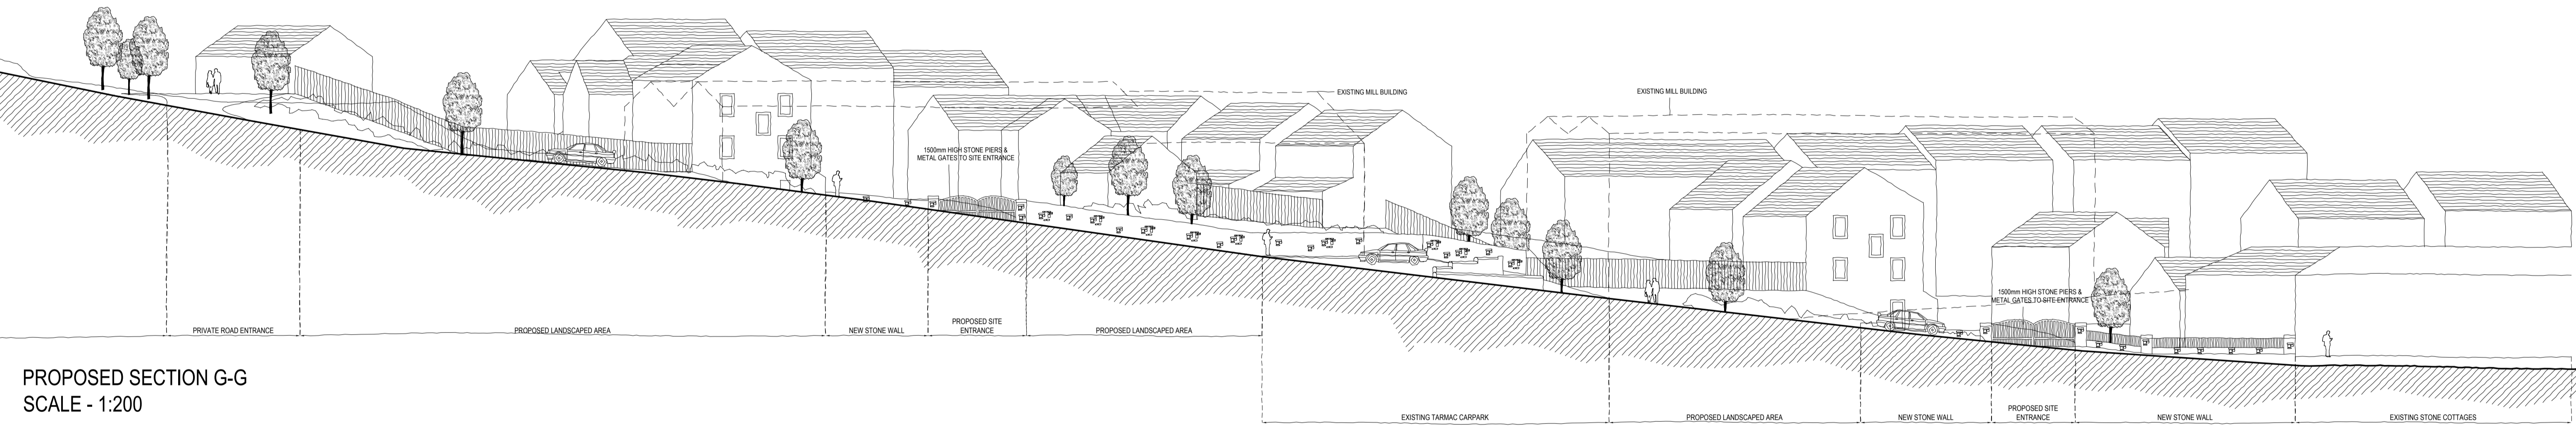 EXISTING MILL BUILDING
EXISTING MILL BUILDING
1500mm HIGH STONE PIERS &
METAL GATES TO SITE ENTRANCE
1500mm HIGH STONE PIERS &
METAL GATES TO SITE ENTRANCE
PRIVATE ROAD ENTRANCE
PROPOSED LANDSCAPED AREA
NEW STONE WALL
PROPOSED SITE
ENTRANCE
PROPOSED LANDSCAPED AREA
EXISTING TARMAC CARPARK
PROPOSED LANDSCAPED AREA
NEW STONE WALL
PROPOSED SITE
ENTRANCE
NEW STONE WALL
EXISTING STONE COTTAGES
PROPOSED SECTION G-G
SCALE - 1:200